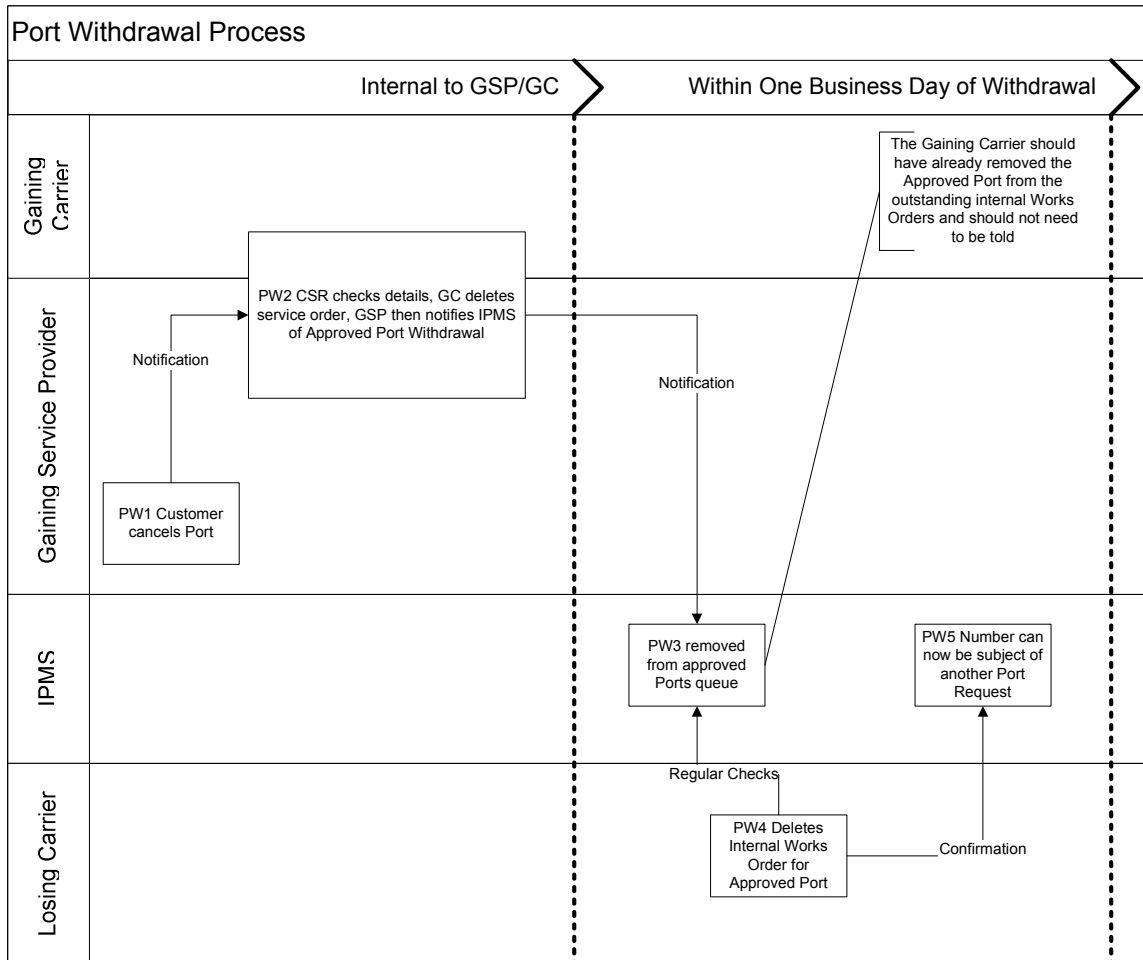 Port Withdrawal Process
Internal to GSP/GC
Within One Business Day of Withdrawal
Gaining
Carrier
The Gaining Carrier should
have already removed the
Approved Port from the
outstanding internal Works
Orders and should not need
to be told
Gaining Service Provider
PW2 CSR checks details, GC deletes
service order, GSP then notifies IPMS
of Approved Port Withdrawal
Notification
Notification
PW1 Customer
cancels Port
IPMS
PW3 removed
from approved
Ports queue
PW5 Number can
now be subject of
another Port
Request
Losing Carrier
Regular Checks
PW4 Deletes
Internal Works
Order for
Approved Port
Confirmation